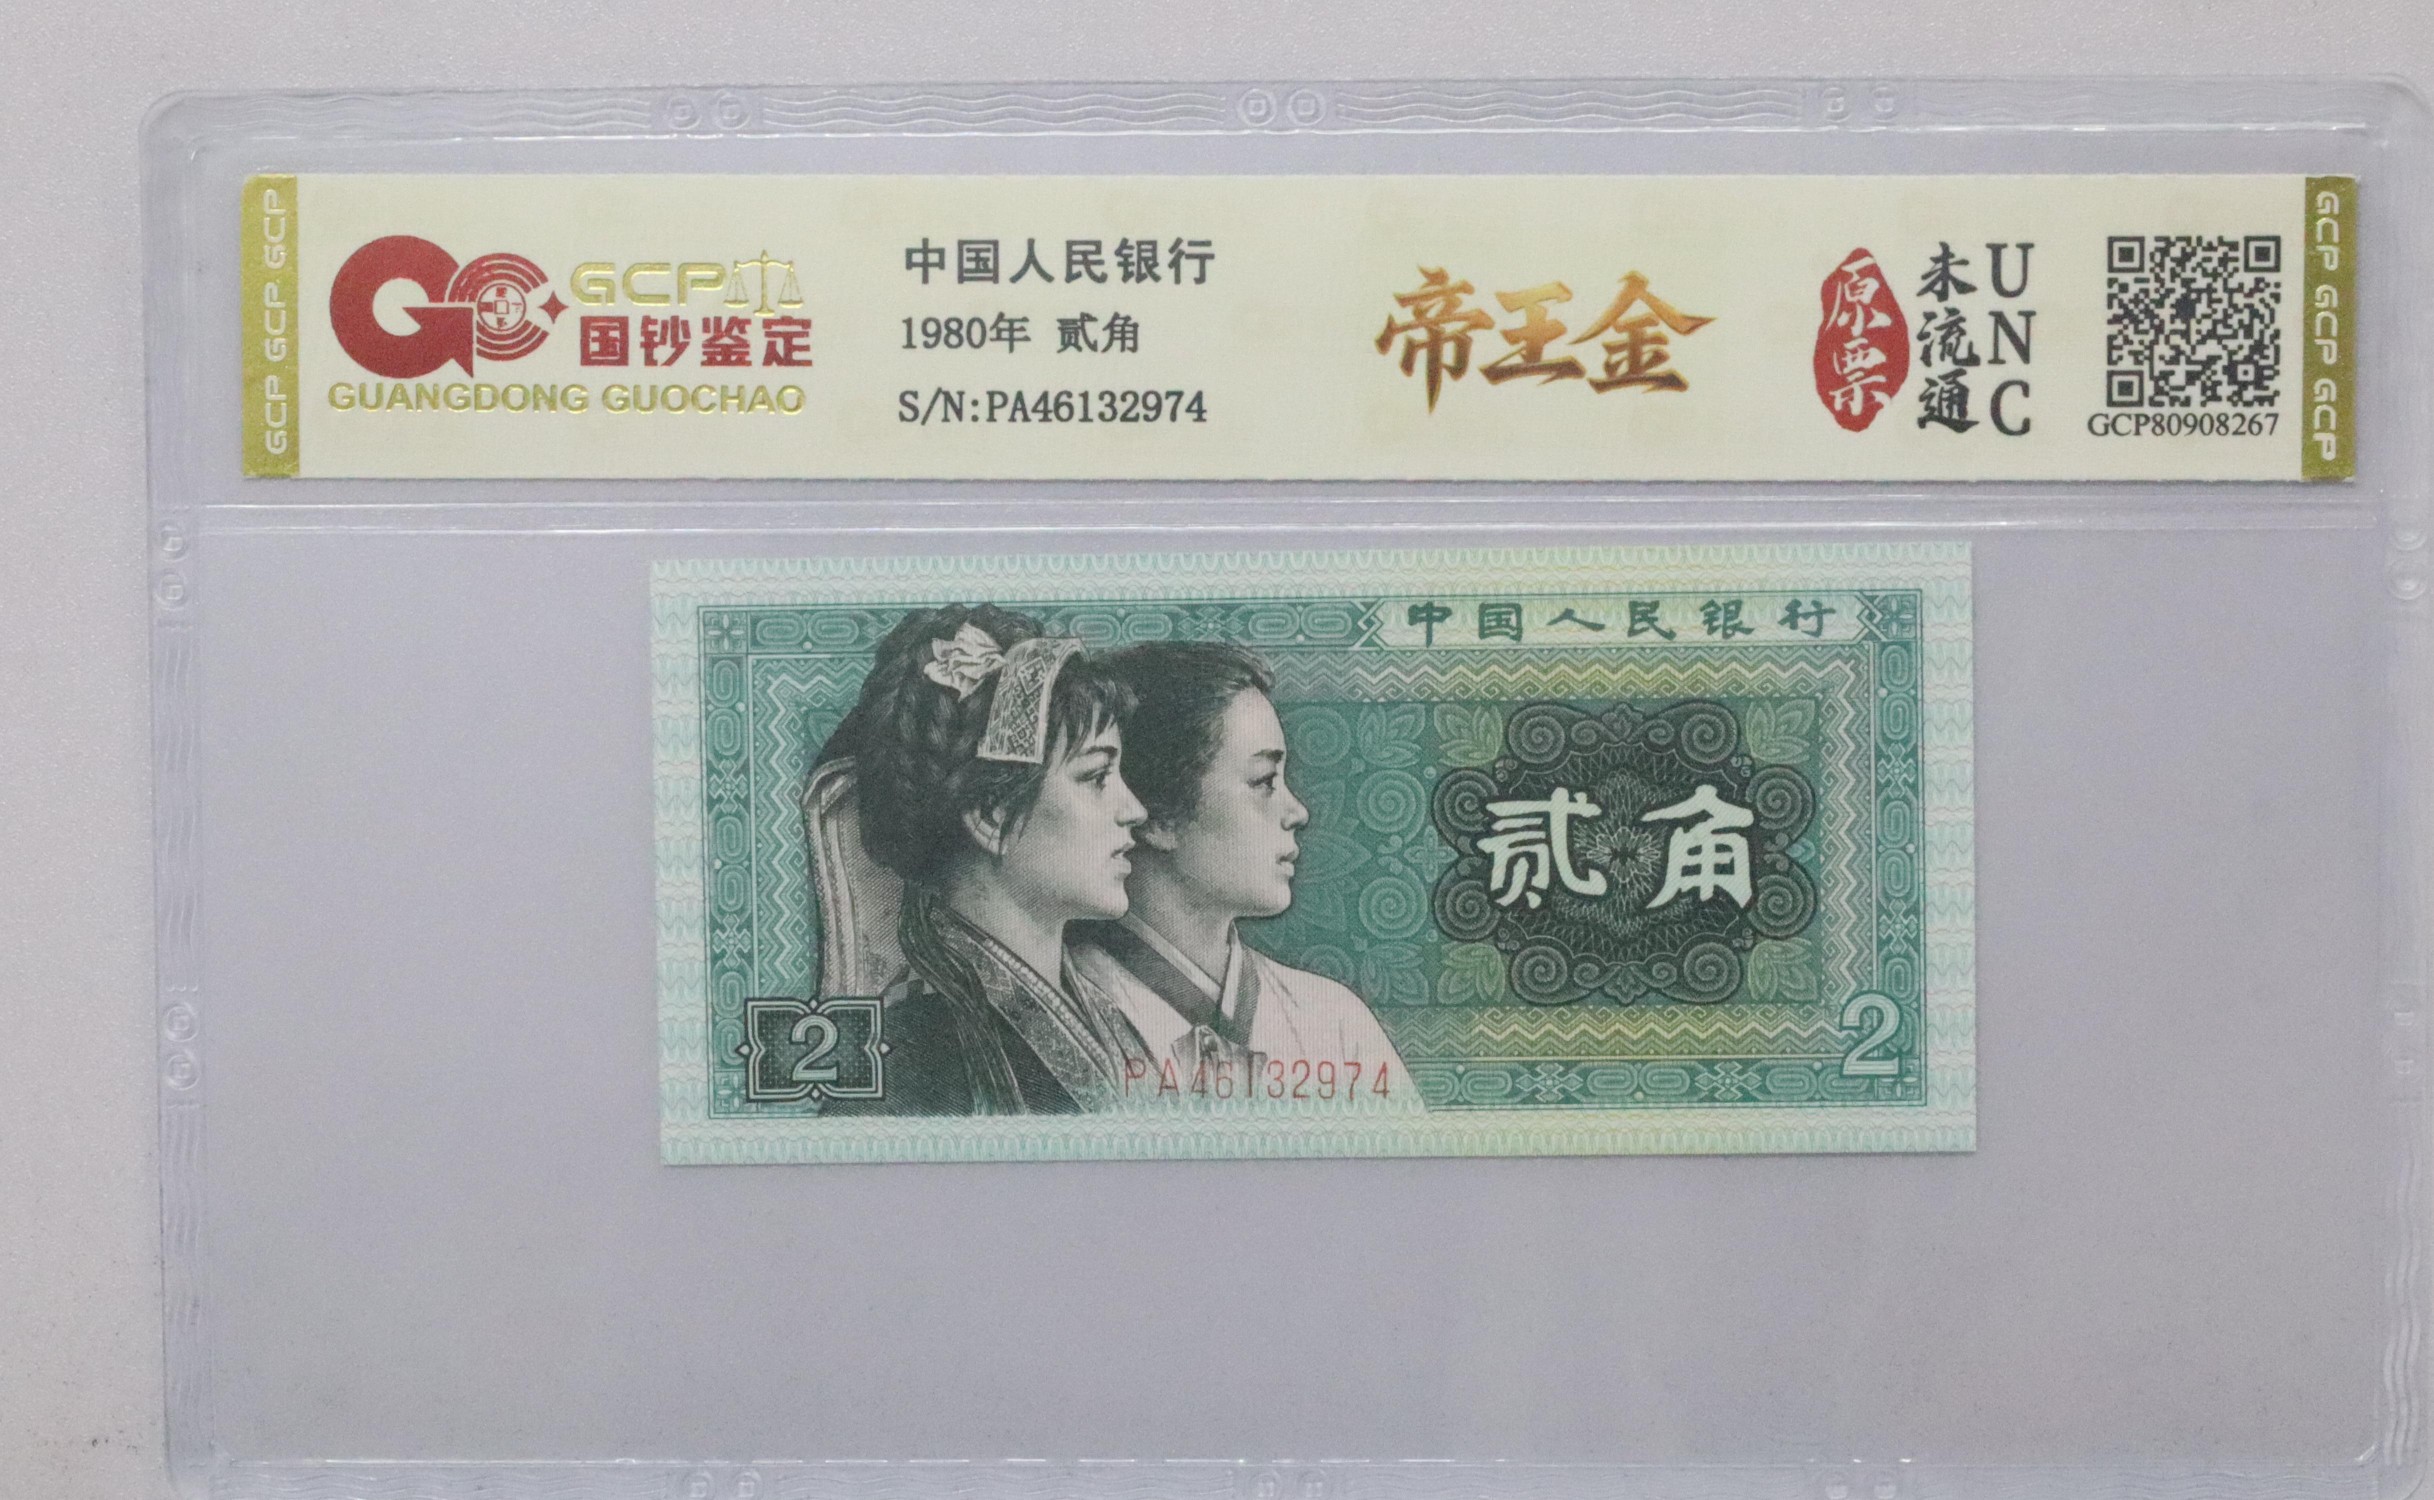 GCP GCP GCP
GCP
国钞鉴定
GUANGDONG GUOCHAO
中国人民银行
1980年 贰角
S/N:PA46132974
帝王金
原票
未流通
UNC
GCP80908267
GCP GCP GCP
中国人民银行
贰角
2
2
PA46132974